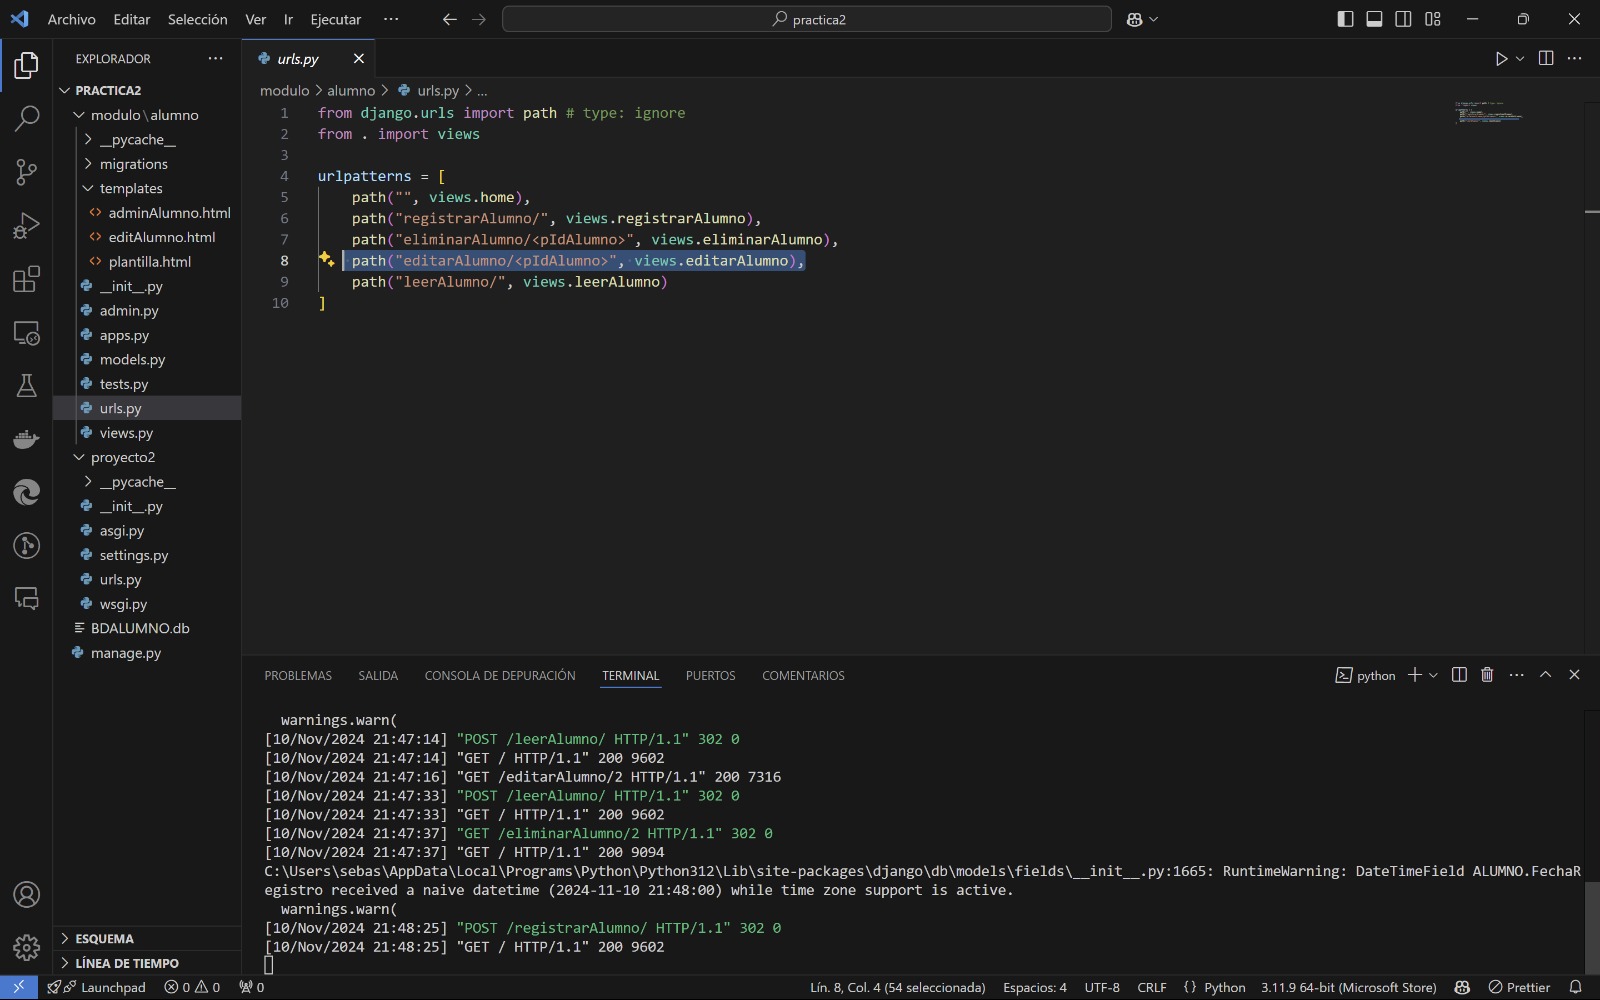 Archivo Editar Selección Ver Ir Ejecutar ··· practica2
EXPLORADOR ···
PRACTICA2
modulo\alumno
__pycache__
migrations
templates
adminAlumno.html
editAlumno.html
plantilla.html
__init__.py
admin.py
apps.py
models.py
tests.py
urls.py
views.py
proyecto2
__pycache__
__init__.py
asgi.py
settings.py
urls.py
wsgi.py
BDALUMNO.db
manage.py
ESQUEMA
LÍNEA DE TIEMPO
urls.py
modulo > alumno > urls.py > ...
1 from django.urls import path # type: ignore
2 from . import views
3
4 urlpatterns = [
5 path("", views.home),
6 path("registrarAlumno/", views.registrarAlumno),
7 path("eliminarAlumno/<pIdAlumno>", views.eliminarAlumno),
8 path("editarAlumno/<pIdAlumno>", views.editarAlumno),
9 path("leerAlumno/", views.leerAlumno)
10 ]
PROBLEMAS SALIDA CONSOLA DE DEPURACIÓN TERMINAL PUERTOS COMENTARIOS python
warnings.warn(
[10/Nov/2024 21:47:14] "POST /leerAlumno/ HTTP/1.1" 302 0
[10/Nov/2024 21:47:14] "GET / HTTP/1.1" 200 9602
[10/Nov/2024 21:47:16] "GET /editarAlumno/2 HTTP/1.1" 200 7316
[10/Nov/2024 21:47:33] "POST /leerAlumno/ HTTP/1.1" 302 0
[10/Nov/2024 21:47:33] "GET / HTTP/1.1" 200 9602
[10/Nov/2024 21:47:37] "GET /eliminarAlumno/2 HTTP/1.1" 302 0
[10/Nov/2024 21:47:37] "GET / HTTP/1.1" 200 9094
C:\Users\sebas\AppData\Local\Programs\Python\Python312\Lib\site-packages\django\db\models\fields\__init__.py:1665: RuntimeWarning: DateTimeField ALUMNO.FechaR
egistro received a naive datetime (2024-11-10 21:48:00) while time zone support is active.
warnings.warn(
[10/Nov/2024 21:48:25] "POST /registrarAlumno/ HTTP/1.1" 302 0
[10/Nov/2024 21:48:25] "GET / HTTP/1.1" 200 9602
Launchpad 0 0 0 Lín. 8, Col. 4 (54 seleccionada) Espacios: 4 UTF-8 CRLF {} Python 3.11.9 64-bit (Microsoft Store) Prettier